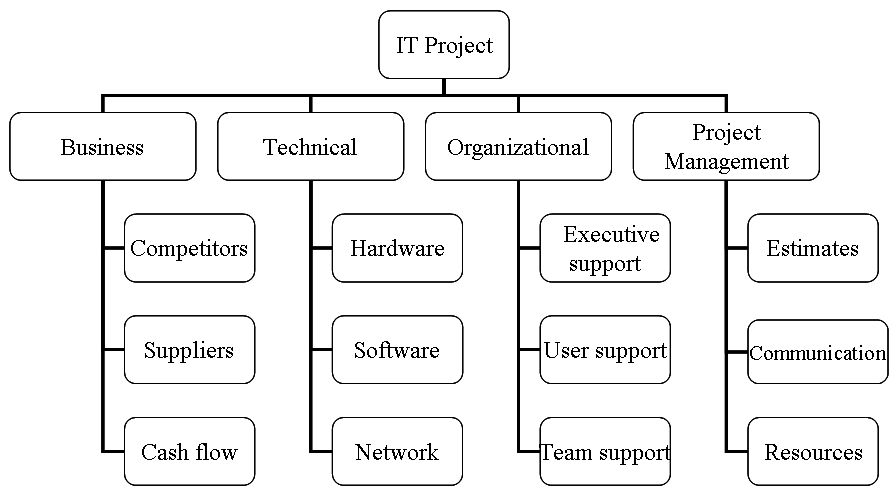 IT Project
Business
Technical
Organizational
Project
Management
Competitors
Hardware
Executive
support
Estimates
Suppliers
Software
User support
Communication
Cash flow
Network
Team support
Resources